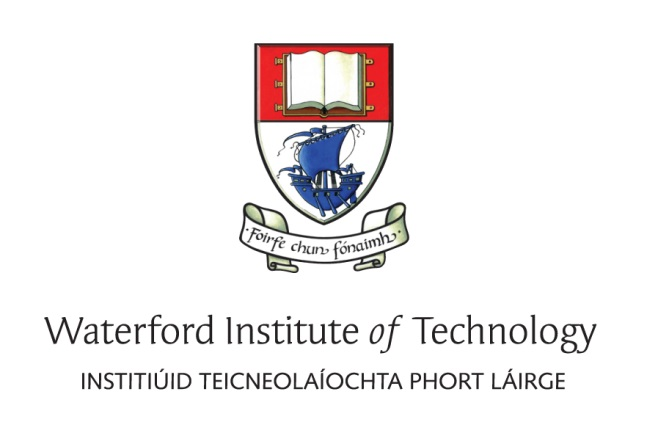 ·Foirfe chun fónaimh·
Waterford Institute of Technology
INSTITIÚID TEICNEOLAÍOCHTA PHORT LÁIRGE